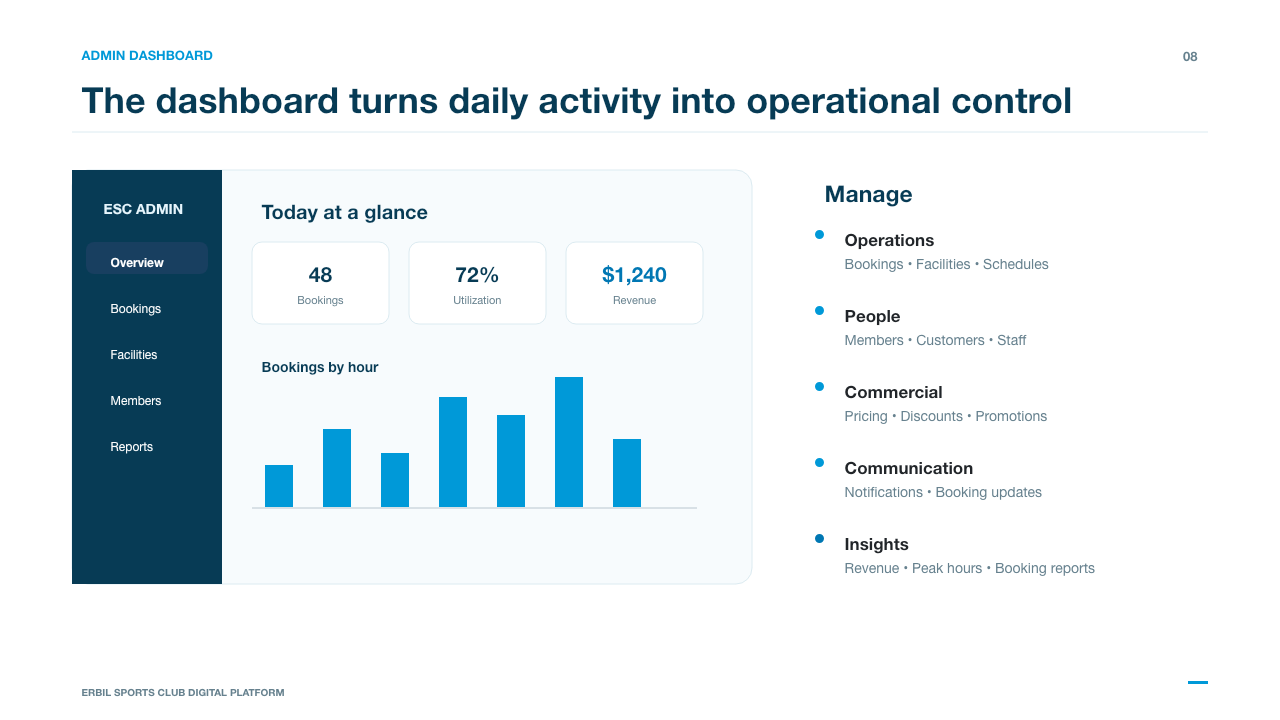 ADMIN DASHBOARD
08
The dashboard turns daily activity into operational control
ESC ADMIN
Overview
Bookings
Facilities
Members
Reports
Today at a glance
48
Bookings
72%
Utilization
$1,240
Revenue
Bookings by hour
Manage
Operations
Bookings • Facilities • Schedules
People
Members • Customers • Staff
Commercial
Pricing • Discounts • Promotions
Communication
Notifications • Booking updates
Insights
Revenue • Peak hours • Booking reports
ERBIL SPORTS CLUB DIGITAL PLATFORM